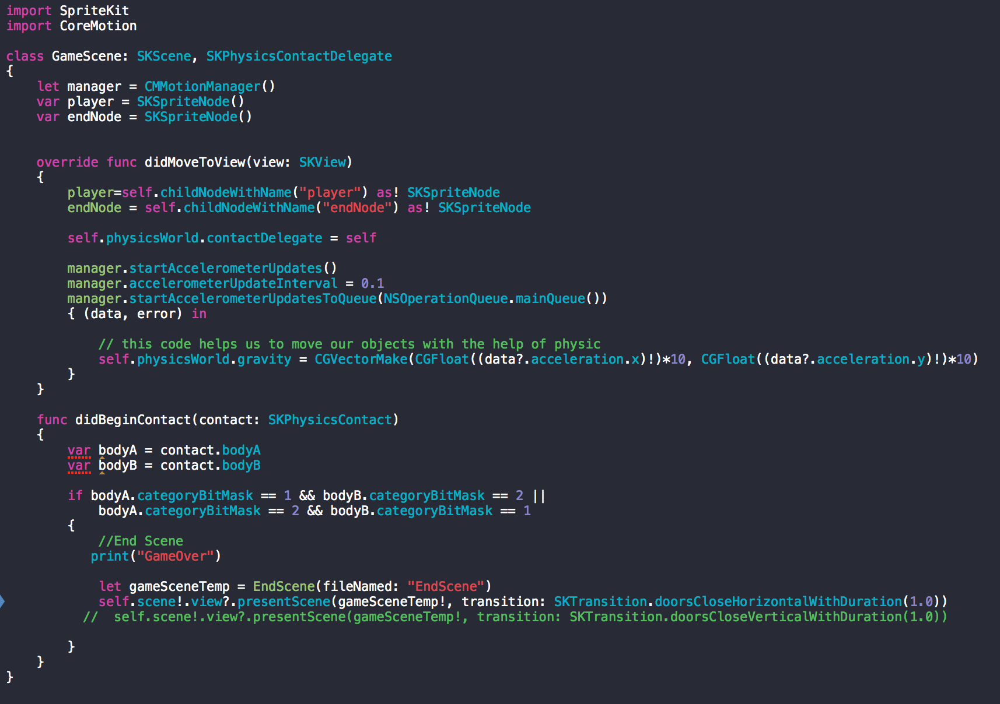 import SpriteKit
import CoreMotion
class GameScene: SKScene, SKPhysicsContactDelegate
{
let manager = CMMotionManager()
var player = SKSpriteNode()
var endNode = SKSpriteNode()
override func didMoveToView(view: SKView)
{
player=self.childNodeWithName("player") as! SKSpriteNode
endNode = self.childNodeWithName("endNode") as! SKSpriteNode
self.physicsWorld.contactDelegate = self
manager.startAccelerometerUpdates()
manager.accelerometerUpdateInterval = 0.1
manager.startAccelerometerUpdatesToQueue(NSOperationQueue.mainQueue())
{ (data, error) in
// this code helps us to move our objects with the help of physic
self.physicsWorld.gravity = CGVectorMake(CGFloat((data?.acceleration.x)!)*10, CGFloat((data?.acceleration.y)!)*10)
}
}
func didBeginContact(contact: SKPhysicsContact)
{
var bodyA = contact.bodyA
var bodyB = contact.bodyB
if bodyA.categoryBitMask == 1 && bodyB.categoryBitMask == 2 ||
bodyA.categoryBitMask == 2 && bodyB.categoryBitMask == 1
{
//End Scene
print("GameOver")
let gameSceneTemp = EndScene(fileNamed: "EndScene")
self.scene!.view?.presentScene(gameSceneTemp!, transition: SKTransition.doorsCloseHorizontalWithDuration(1.0))
// self.scene!.view?.presentScene(gameSceneTemp!, transition: SKTransition.doorsCloseVerticalWithDuration(1.0))
}
}
}